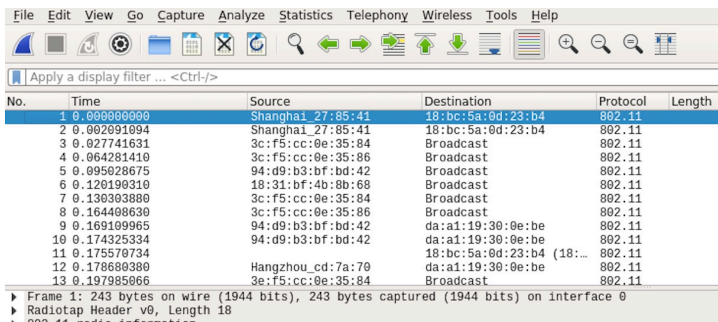 File Edit View Go Capture Analyze Statistics Telephony Wireless Tools Help
Apply a display filter ... <Ctrl-/>
No. Time Source Destination Protocol Length
1 0.000000000 Shanghai_27:85:41 18:bc:5a:0d:23:b4 802.11
2 0.002091094 Shanghai_27:85:41 18:bc:5a:0d:23:b4 802.11
3 0.027741631 3c:f5:cc:0e:35:84 Broadcast 802.11
4 0.064281410 3c:f5:cc:0e:35:86 Broadcast 802.11
5 0.095028675 94:d9:b3:bf:bd:42 Broadcast 802.11
6 0.120190310 18:31:bf:4b:8b:68 Broadcast 802.11
7 0.130303880 3c:f5:cc:0e:35:84 Broadcast 802.11
8 0.164408630 3c:f5:cc:0e:35:86 Broadcast 802.11
9 0.169109965 94:d9:b3:bf:bd:42 da:a1:19:30:0e:be 802.11
10 0.174325334 94:d9:b3:bf:bd:42 da:a1:19:30:0e:be 802.11
11 0.175570734 18:bc:5a:0d:23:b4 (18:… 802.11
12 0.178680380 Hangzhou_cd:7a:70 da:a1:19:30:0e:be 802.11
13 0.197985066 3e:f5:cc:0e:35:84 Broadcast 802.11
Frame 1: 243 bytes on wire (1944 bits), 243 bytes captured (1944 bits) on interface 0
Radiotap Header v0, Length 18
802.11 radio information